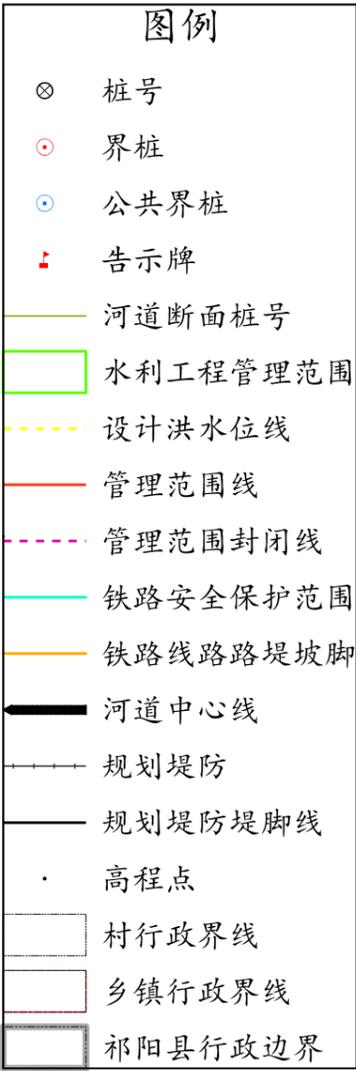 图例
桩号
界桩
公共界桩
告示牌
河道断面桩号
水利工程管理范围
设计洪水位线
管理范围线
管理范围封闭线
铁路安全保护范围
铁路线路路堤坡脚
河道中心线
规划堤防
规划堤防堤脚线
高程点
村行政界线
乡镇行政界线
祁阳县行政边界